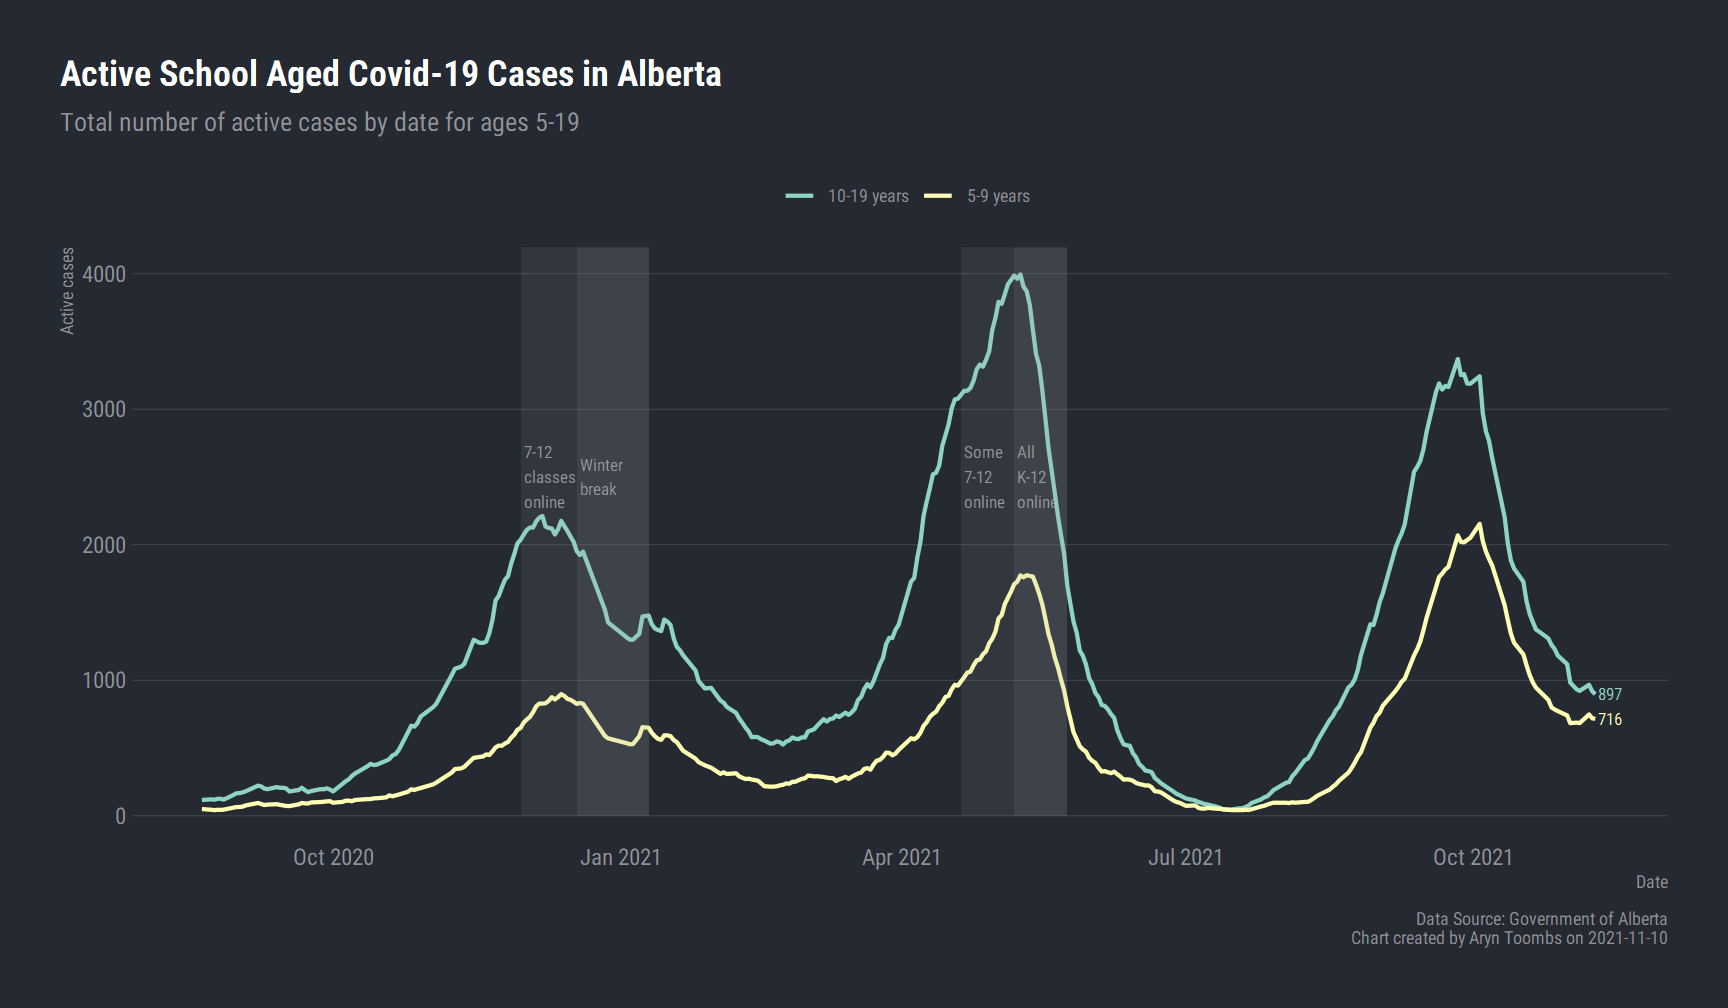 Active School Aged Covid-19 Cases in Alberta
Total number of active cases by date for ages 5-19
10-19 years
5-9 years
Active cases
4000
3000
2000
1000
0
7-12
classes
online
Winter
break
Some
7-12
online
All
K-12
online
897
716
Oct 2020
Jan 2021
Apr 2021
Jul 2021
Oct 2021
Date
Data Source: Government of Alberta
Chart created by Aryn Toombs on 2021-11-10